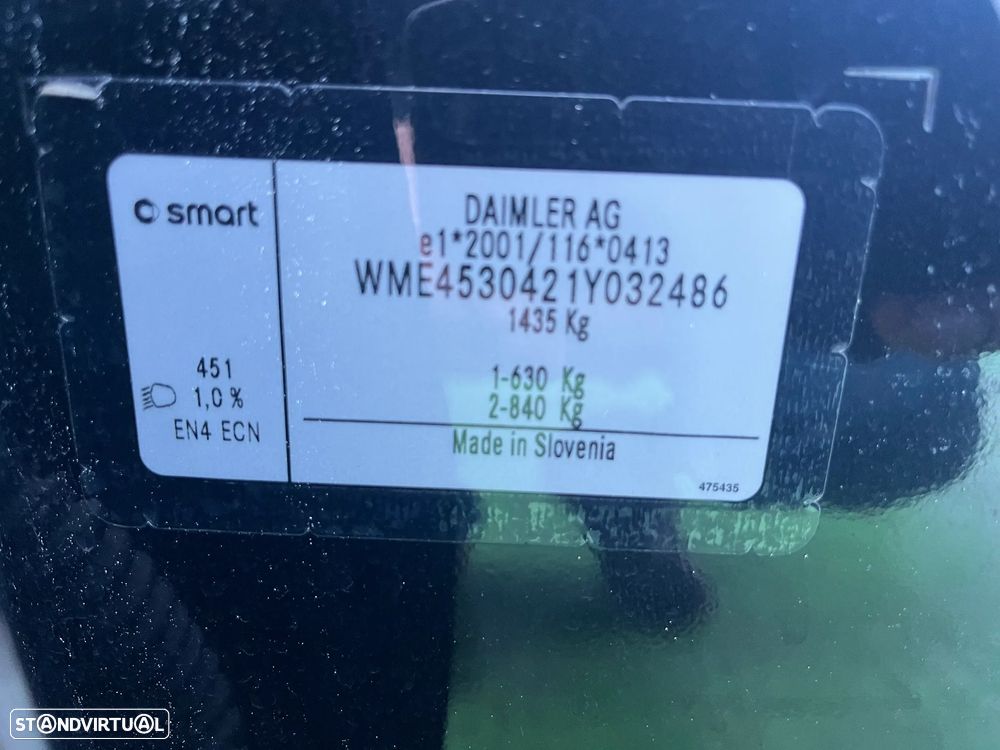 smart
451
1,0 %
EN4 ECN
DAIMLER AG
e1*2001/116*0413
WME4530421Y032486
1435 Kg
1-630 Kg
2-840 Kg
Made in Slovenia
475435
STANDVIRTUAL